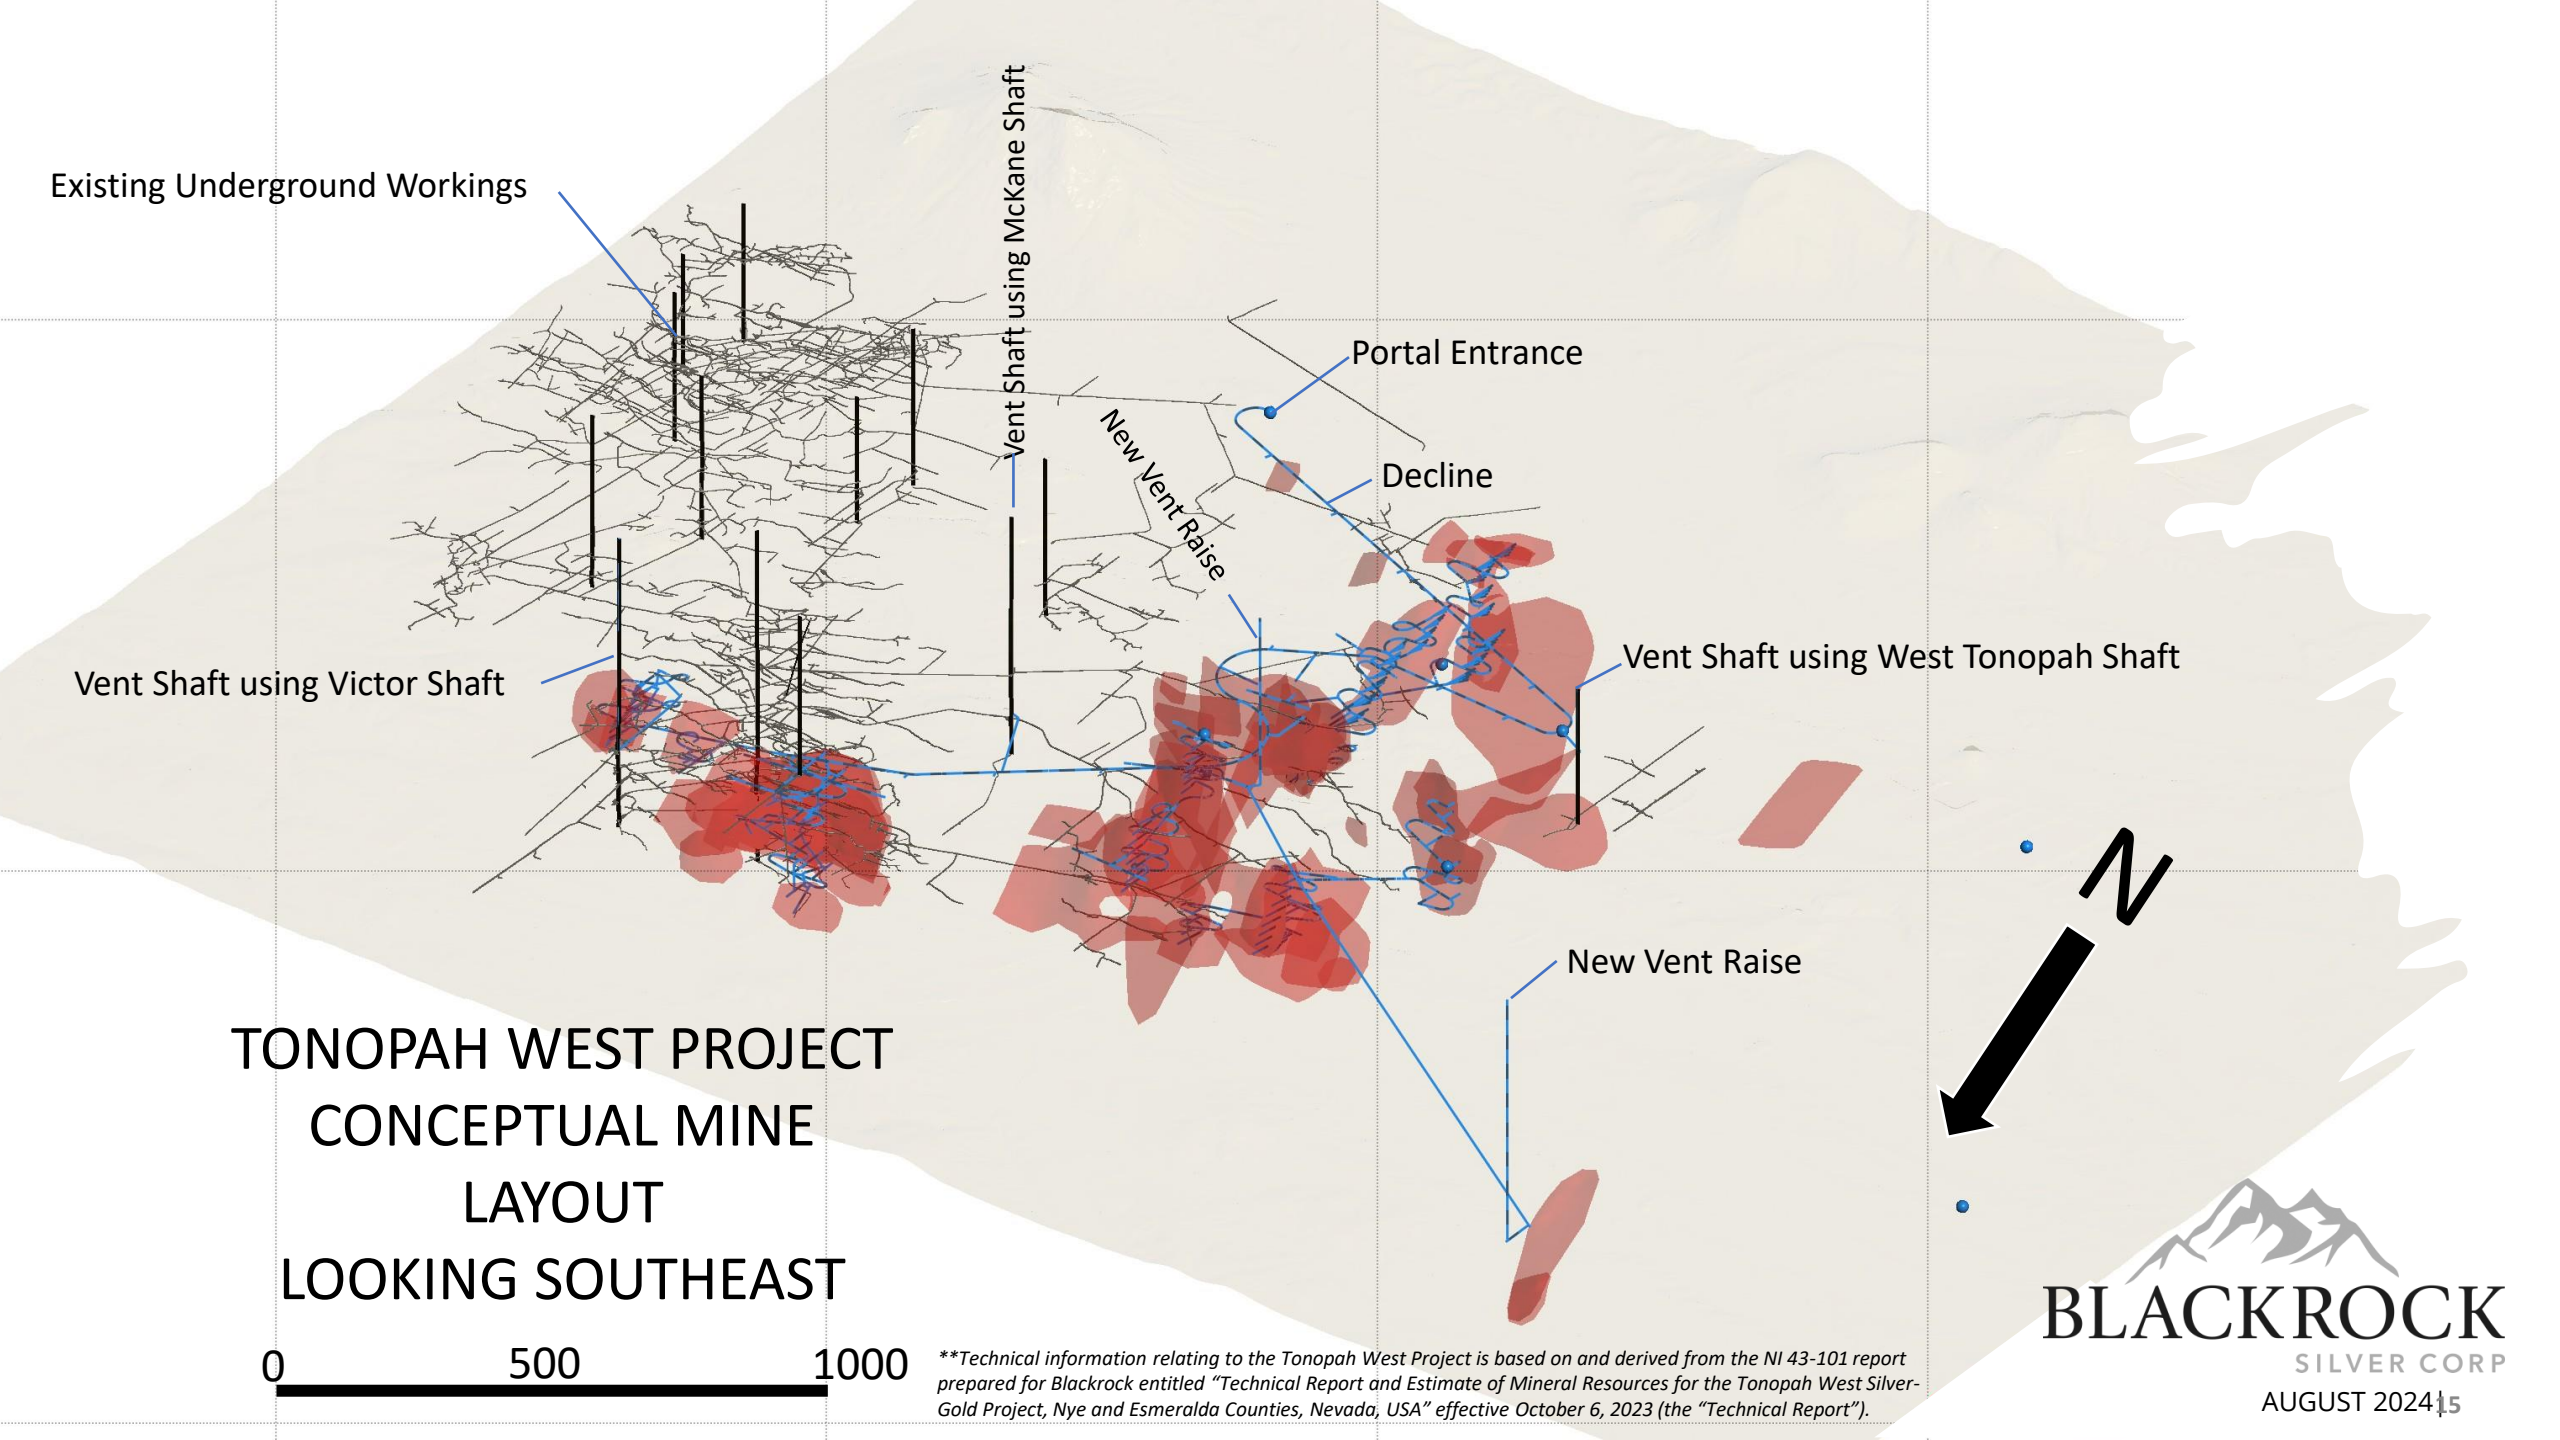 Vent Shaft using McKane Shaft
Existing Underground Workings
Portal Entrance
New Vent Raise
Decline
Vent Shaft using West Tonopah Shaft
Vent Shaft using Victor Shaft
N
New Vent Raise
TONOPAH WEST PROJECT
CONCEPTUAL MINE
LAYOUT
LOOKING SOUTHEAST
0 500 1000
**Technical information relating to the Tonopah West Project is based on and derived from the NI 43-101 report
prepared for Blackrock entitled “Technical Report and Estimate of Mineral Resources for the Tonopah West Silver-
Gold Project, Nye and Esmeralda Counties, Nevada, USA” effective October 6, 2023 (the “Technical Report”).
BLACKROCK
SILVER CORP
AUGUST 2024| 15